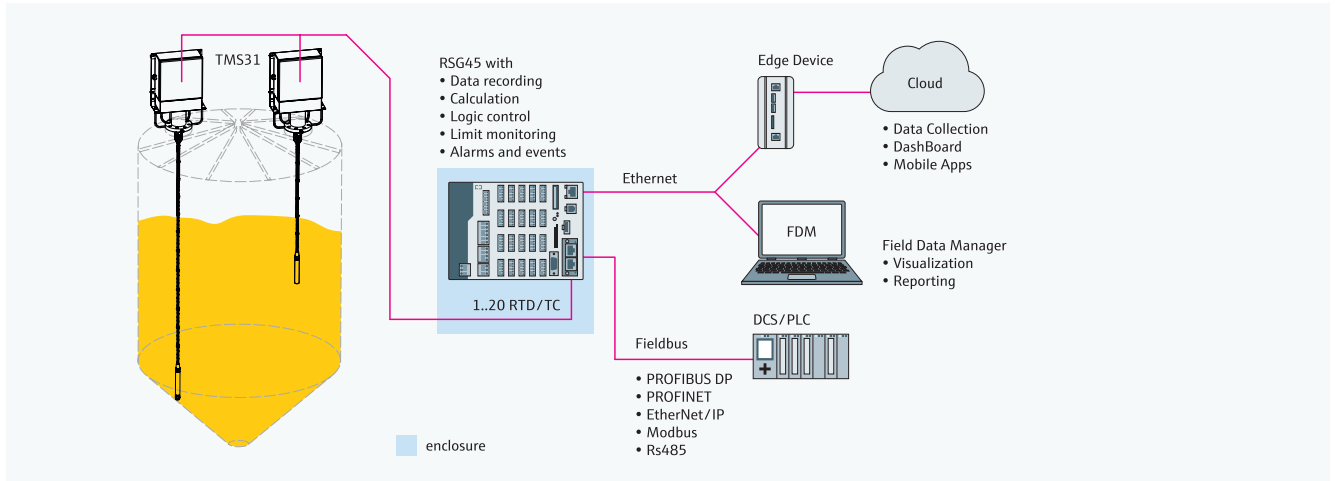 TMS31
RSG45 with
• Data recording
• Calculation
• Logic control
• Limit monitoring
• Alarms and events
1..20 RTD/TC
enclosure
Ethernet
Edge Device
Cloud
• Data Collection
• DashBoard
• Mobile Apps
FDM
Field Data Manager
• Visualization
• Reporting
DCS/PLC
Fieldbus
• PROFIBUS DP
• PROFINET
• EtherNet/IP
• Modbus
• Rs485